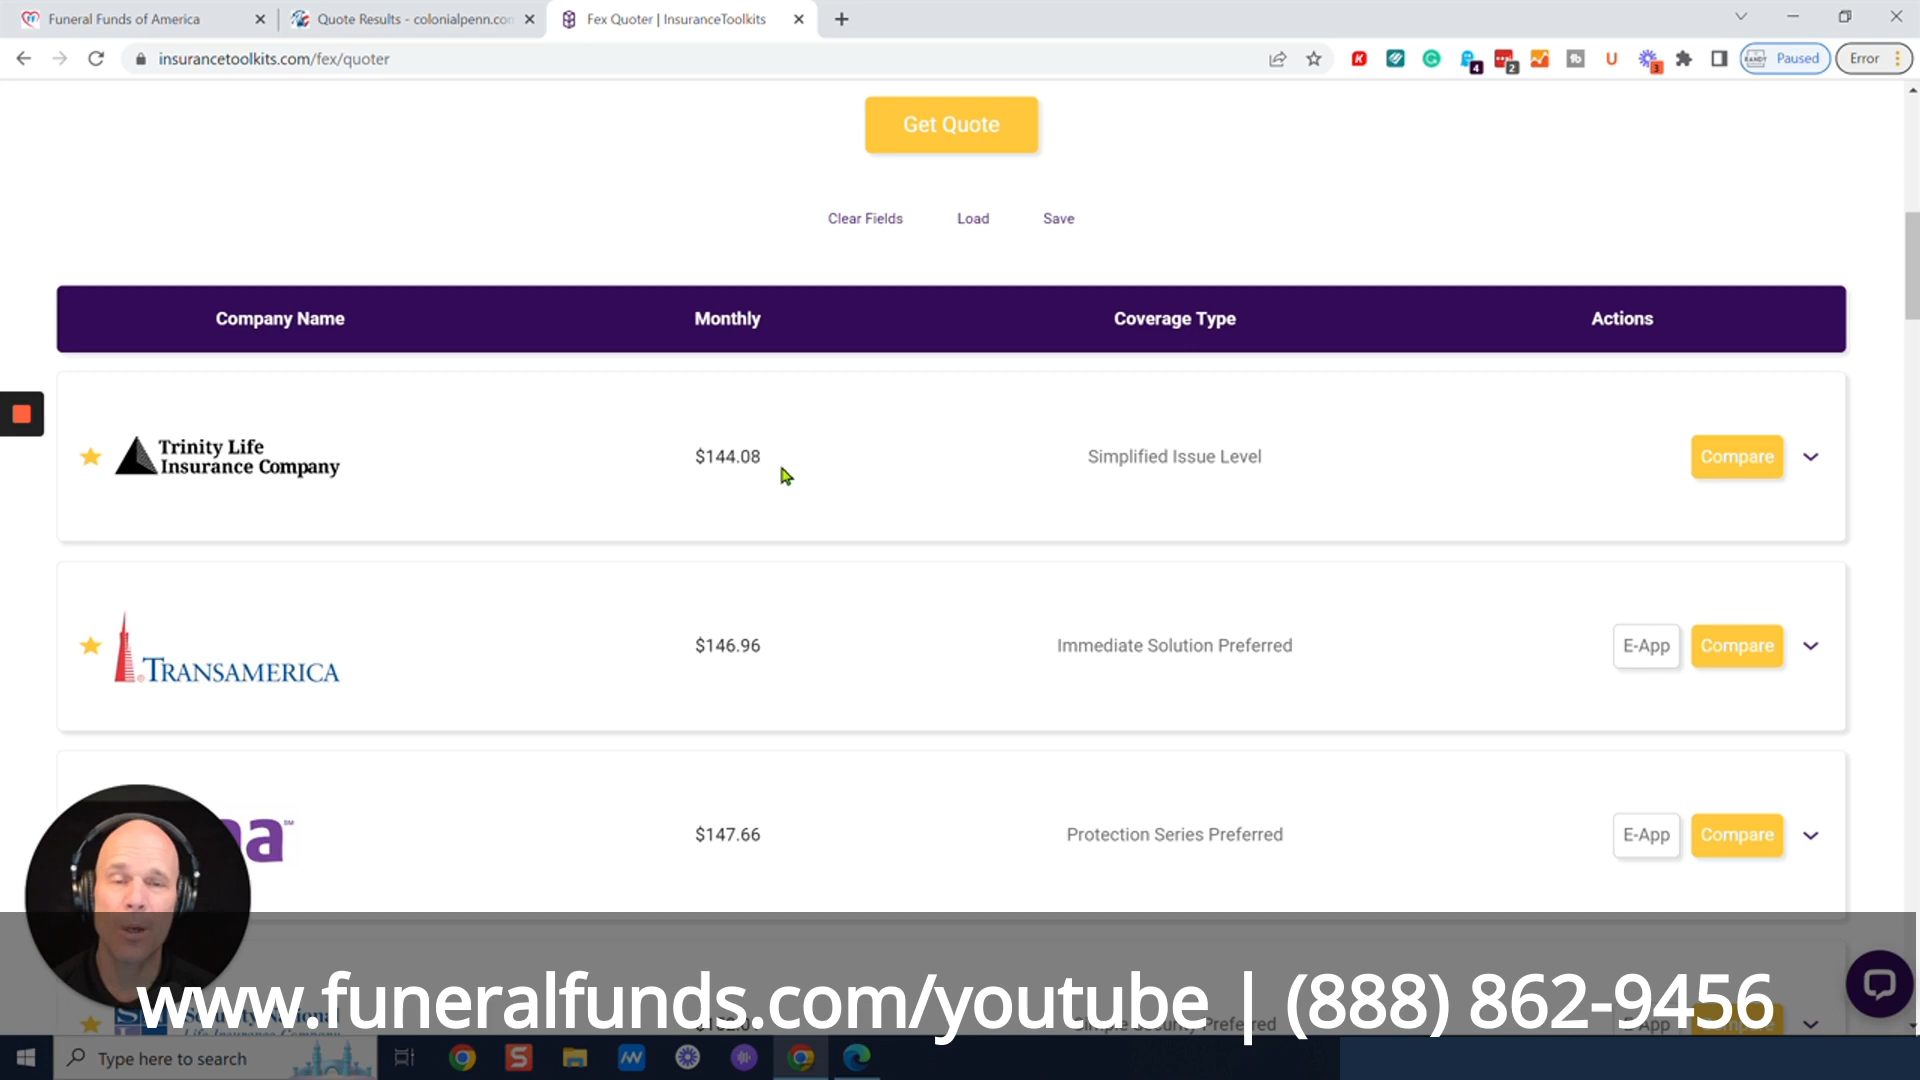 Funeral Funds of America
Quote Results - colonialpenn.com
Fex Quoter | InsuranceToolkits
insurancetoolkits.com/fex/quoter
4
2
3
Paused
Error
Get Quote
Clear Fields
Load
Save
Company Name
Monthly
Coverage Type
Actions
Trinity Life
Insurance Company
$144.08
Simplified Issue Level
Compare
TRANSAMERICA
$146.96
Immediate Solution Preferred
E-App
Compare
$147.66
Protection Series Preferred
E-App
Compare
www.funeralfunds.com/youtube | (888) 862-9456
Type here to search